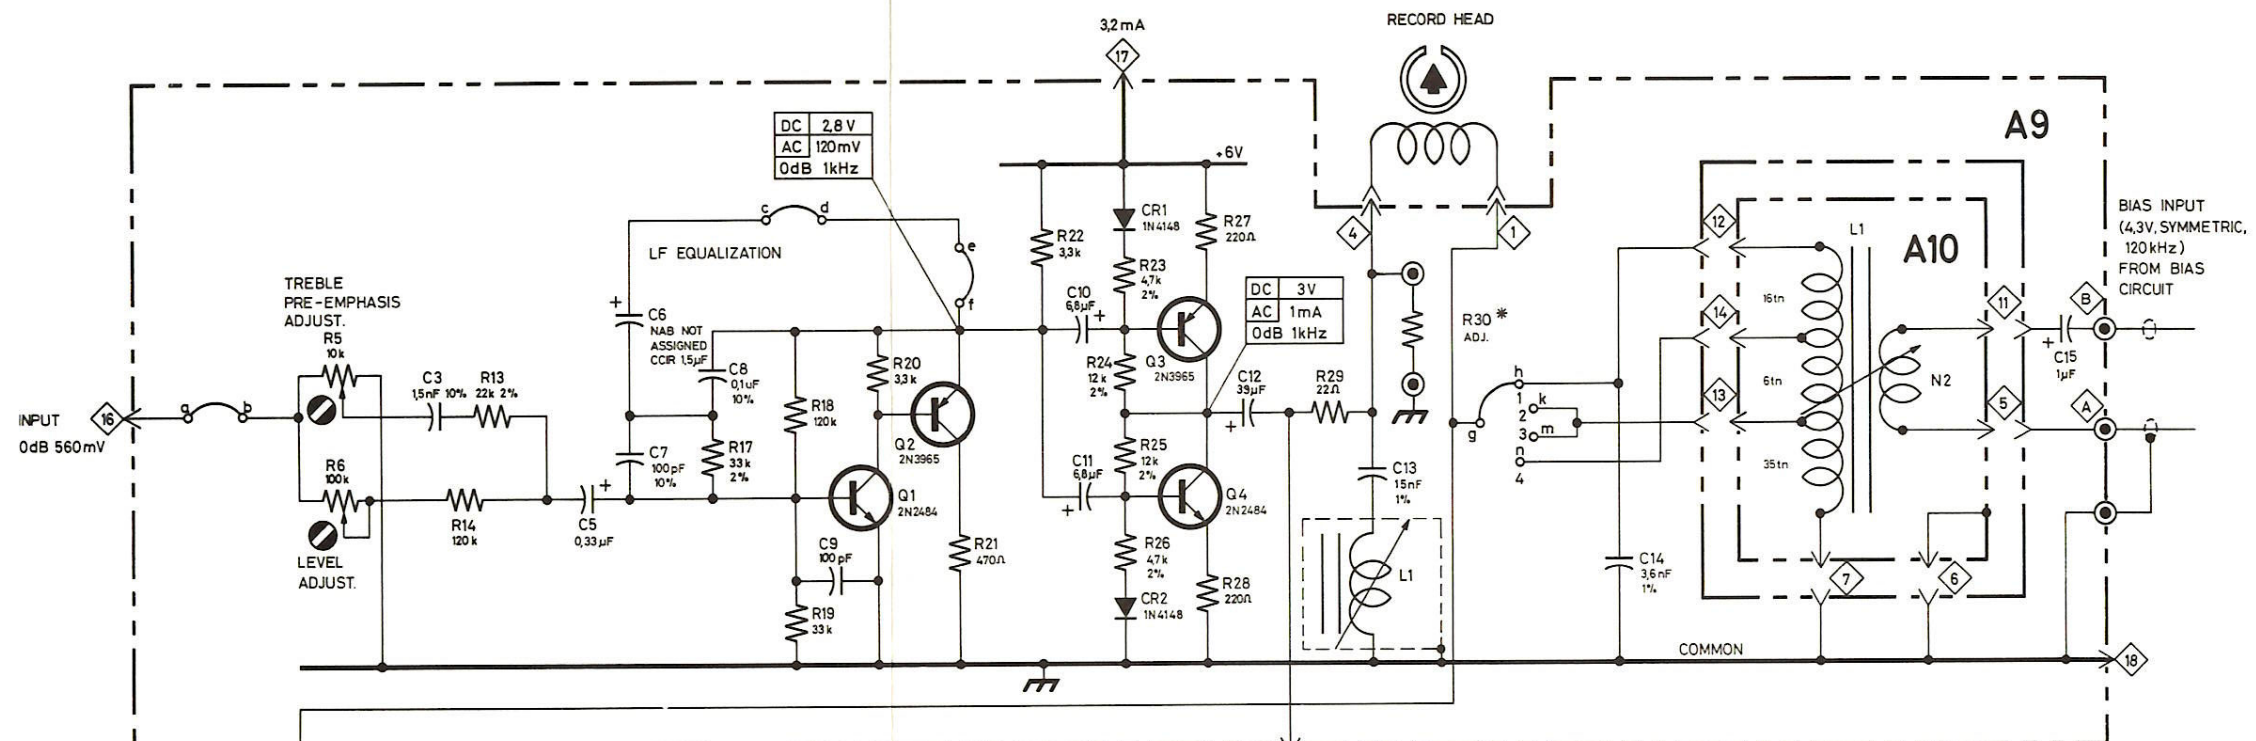 RECORD HEAD
3,2mA
17
A9
DC 2,8 V
AC 120mV
0dB 1kHz
+6V
c
d
LF EQUALIZATION
e
f
CR1
1N4148
R27
220Ω
R22
3,3k
R23
4,7k
2%
4
1
12
L1
A10
BIAS INPUT
(4,3V, SYMMETRIC,
120 kHz)
FROM BIAS
CIRCUIT
TREBLE
PRE-EMPHASIS
ADJUST.
R5
10k
+
C6
NAB NOT
ASSIGNED
CCIR 1,5µF
C10
6,8µF
+
DC 3V
AC 1mA
0dB 1kHz
16tn
14
11
B
R30 *
ADJ.
C3
1,5nF 10%
R13
22k 2%
C8
0,1uF
10%
R20
3,3k
R24
12 k
2%
Q3
2N3965
C12
39µF
+
R29
22Ω
h
1
k
2
3
m
g
n
4
6tn
13
N2
5
+
C15
1µF
A
INPUT
0dB 560mV
16
a
b
R18
120k
Q2
2N3965
R6
100k
C7
100pF
10%
R17
33k
2%
R25
12k
2%
C11
6,8µF
+
35tn
R14
120 k
+
C5
0,33µF
Q1
2N2484
Q4
2N2484
C13
15nF
1%
LEVEL
ADJUST.
C9
100pF
R21
470Ω
R26
4,7k
2%
CR2
1N4148
R28
220Ω
L1
C14
3,6nF
1%
7
6
R19
33k
COMMON
18